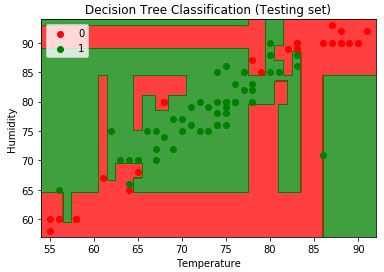 Decision Tree Classification (Testing set)
0
1
Humidity
90
85
80
75
70
65
60
55 60 65 70 75 80 85 90
Temperature